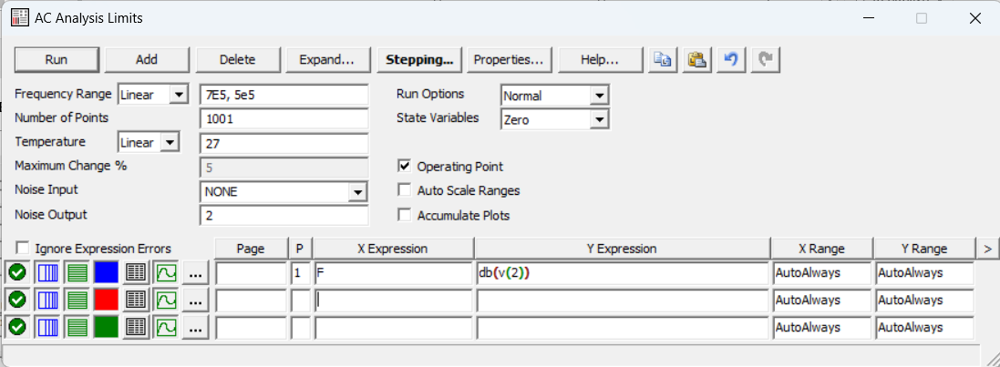 AC Analysis Limits
Run Add Delete Expand... Stepping... Properties... Help...
Frequency Range Linear 7E5, 5e5 Run Options Normal
Number of Points 1001 State Variables Zero
Temperature Linear 27
Maximum Change % 5 Operating Point
Noise Input NONE Auto Scale Ranges
Noise Output 2 Accumulate Plots
Ignore Expression Errors Page P X Expression Y Expression X Range Y Range >
... 1 F db(v(2)) AutoAlways AutoAlways
... AutoAlways AutoAlways
... AutoAlways AutoAlways